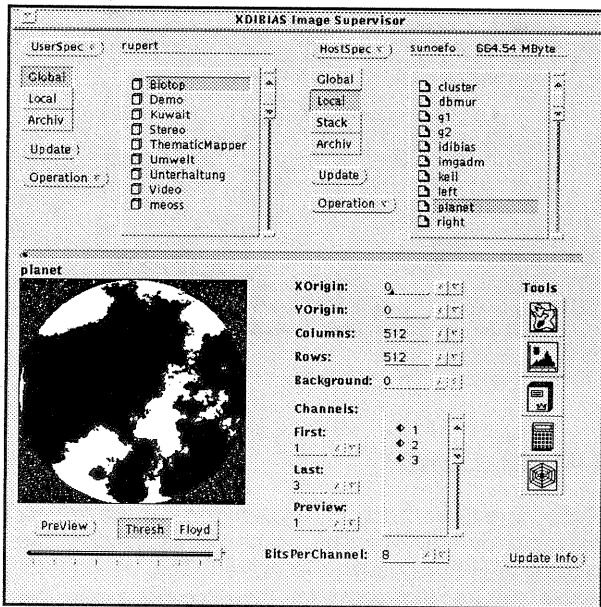 XDIBIAS Image Supervisor
UserSpec
rupert
HostSpec
sunoefo
664.54 MByte
Global
Local
Archiv
Update
Operation
Biotop
Demo
Kuwait
Stereo
ThematicMapper
Umwelt
Unterhaltung
Video
meoss
Global
Local
Stack
Archiv
Update
Operation
cluster
dbmur
g1
g2
idibias
imgadm
keil
left
planet
right
planet
XOrigin: 0
YOrigin: 0
Columns: 512
Rows: 512
Background: 0
Channels:
First:
1
Last:
3
Preview:
1
1
2
3
BitsPerChannel: 8
Tools
PreView
Thresh
Floyd
Update Info